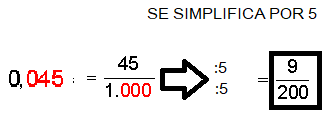 SE SIMPLIFICA POR 5
0,045 : = 45/1.000 :5 :5 = 9/200